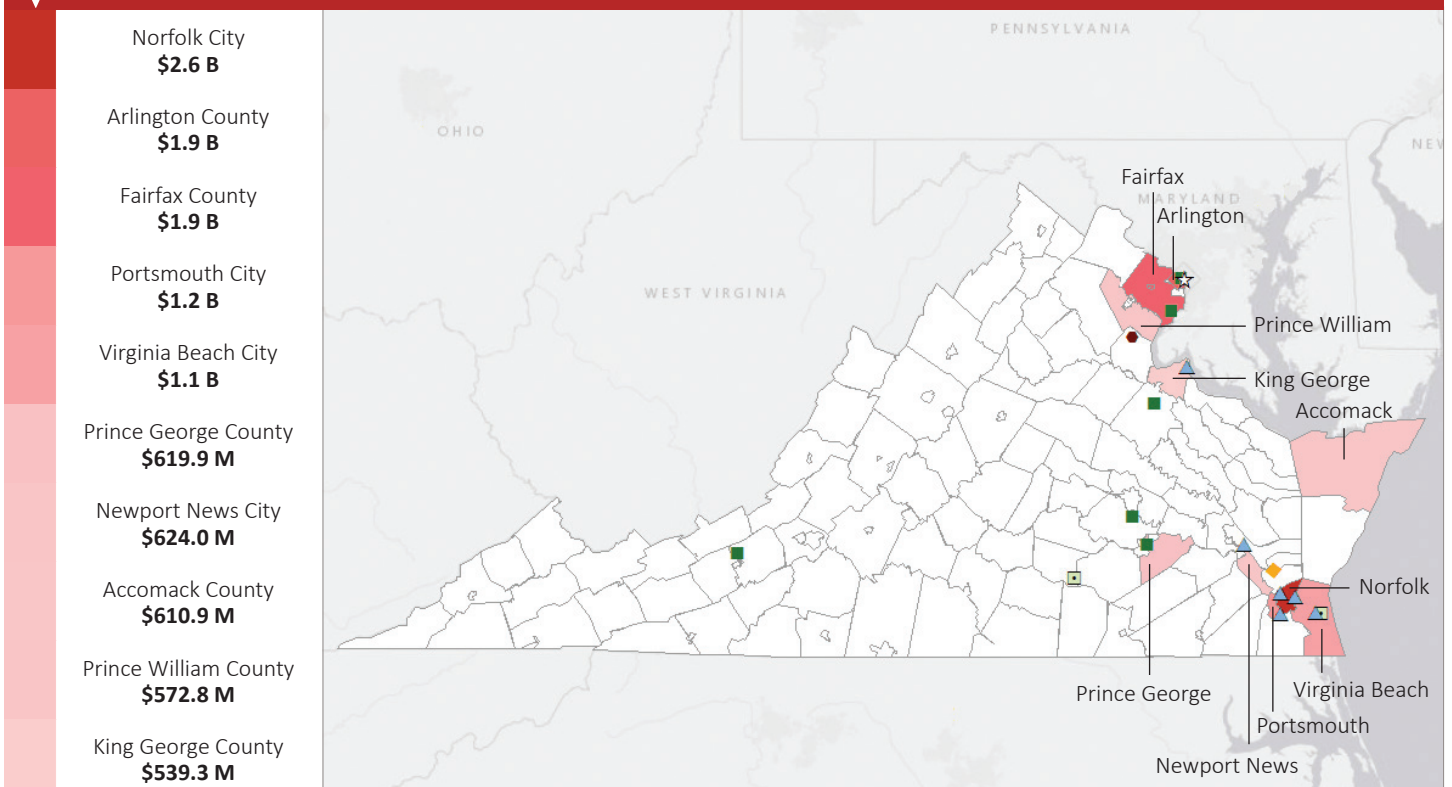 Norfolk City
$2.6 B
Arlington County
$1.9 B
Fairfax County
$1.9 B
Portsmouth City
$1.2 B
Virginia Beach City
$1.1 B
Prince George County
$619.9 M
Newport News City
$624.0 M
Accomack County
$610.9 M
Prince William County
$572.8 M
King George County
$539.3 M
PENNSYLVANIA
OHIO
NEW
Fairfax
MARYLAND
Arlington
WEST VIRGINIA
Prince William
King George
Accomack
Norfolk
Prince George
Virginia Beach
Portsmouth
Newport News